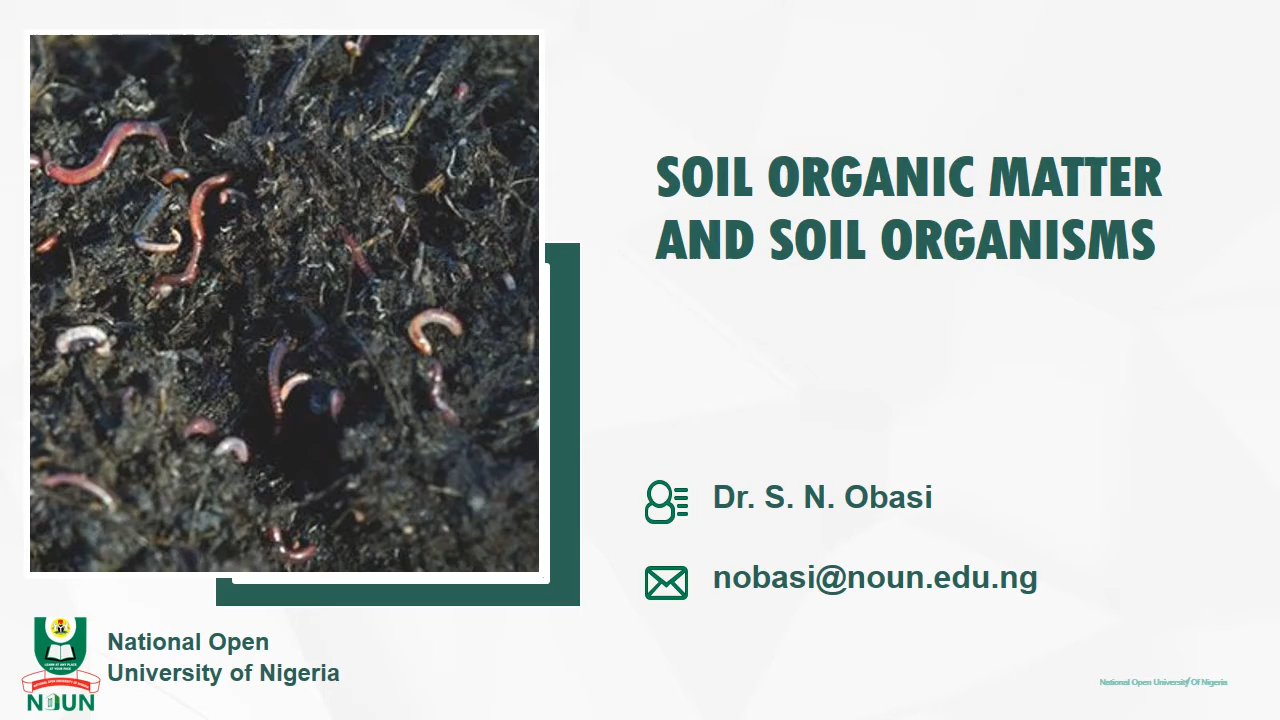 SOIL ORGANIC MATTER
AND SOIL ORGANISMS
Dr. S. N. Obasi
nobasi@noun.edu.ng
National Open
University of Nigeria
NOUN
National Open University Of Nigeria